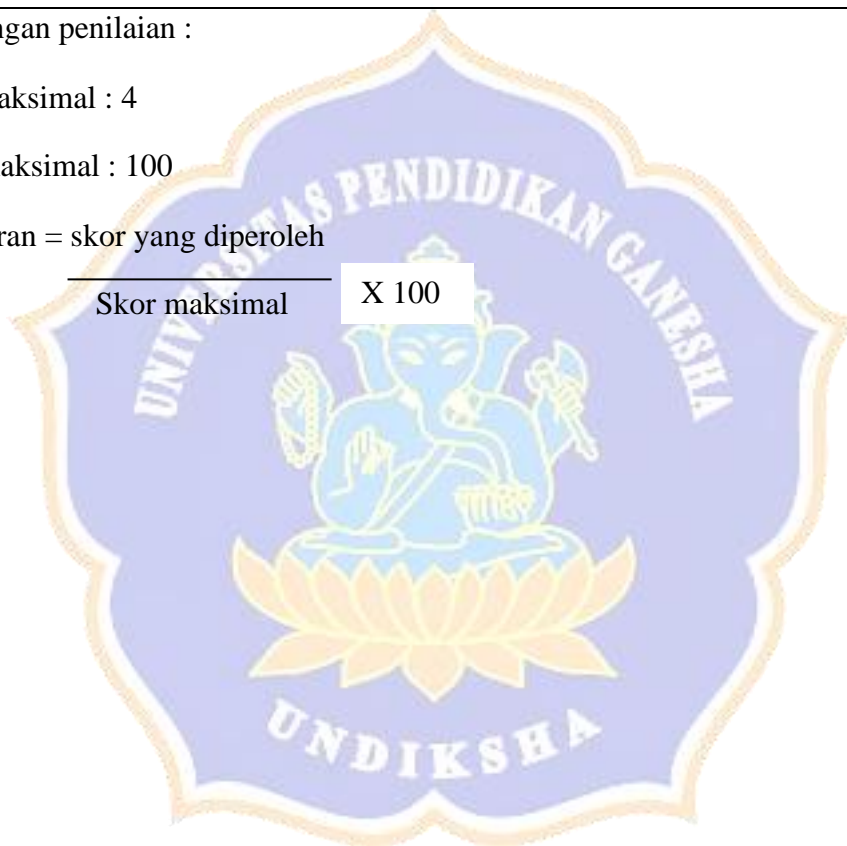 ngan penilaian :
aksimal : 4
aksimal : 100
ran = skor yang diperoleh
Skor maksimal
X 100
UNIVERSITAS PENDIDIKAN GANESHA
UNDIKSHA